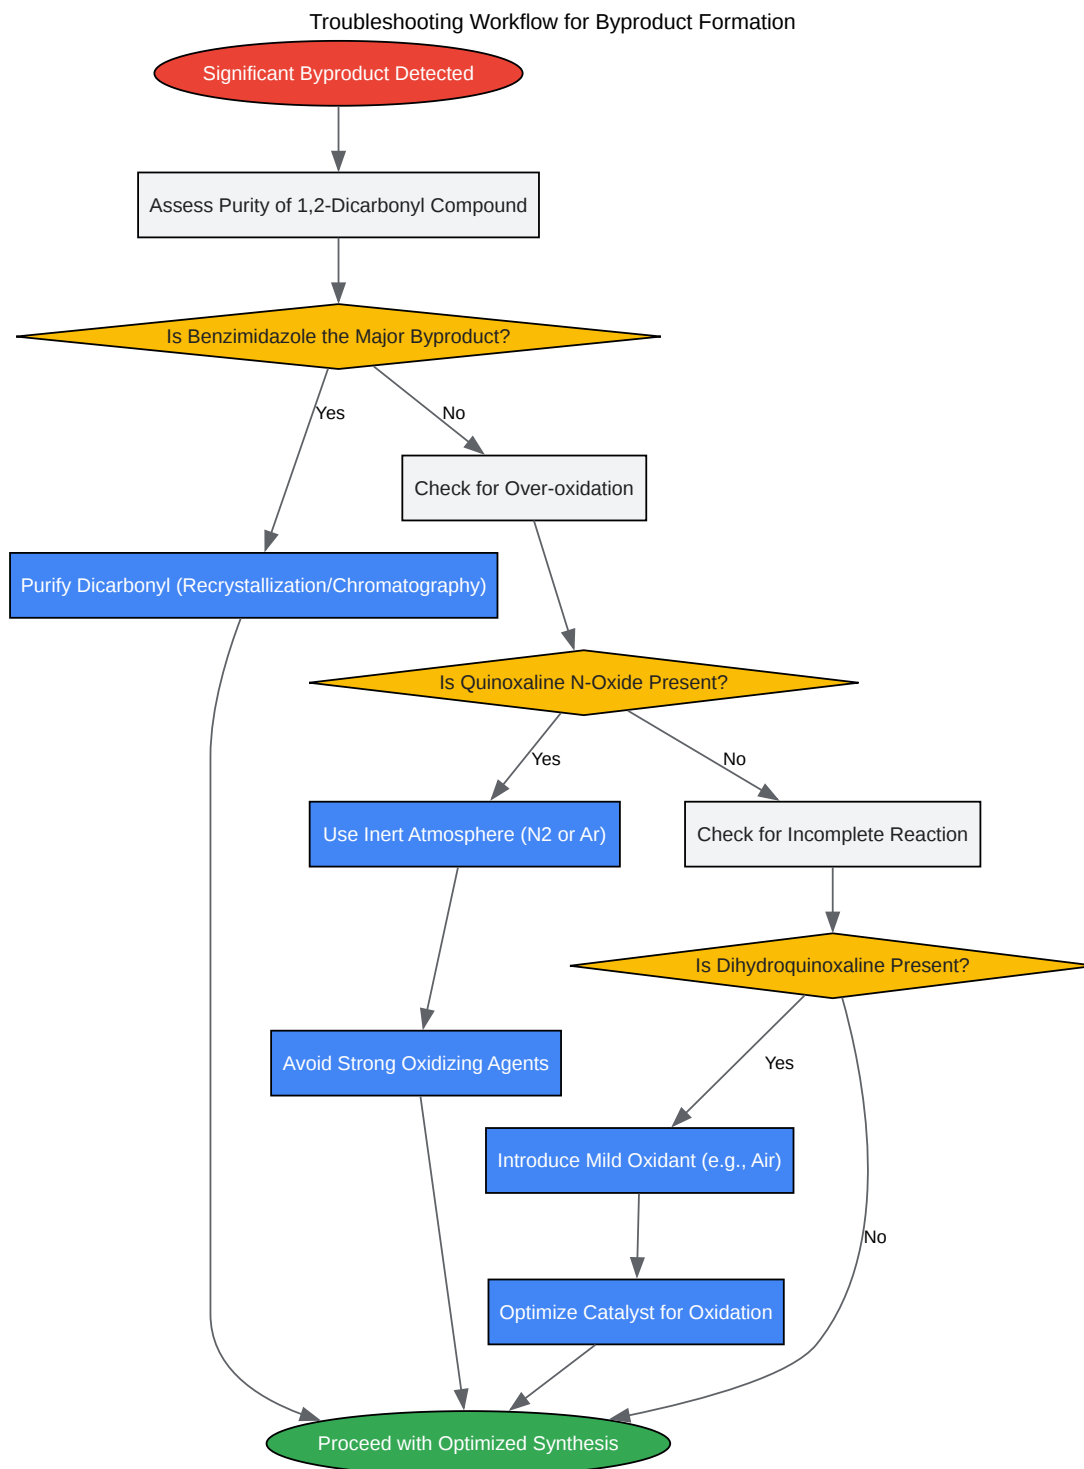 Troubleshooting Workflow for Byproduct Formation
Significant Byproduct Detected
Assess Purity of 1,2-Dicarbonyl Compound
Is Benzimidazole the Major Byproduct?
Yes
No
Check for Over-oxidation
Purify Dicarbonyl (Recrystallization/Chromatography)
Is Quinoxaline N-Oxide Present?
Yes
No
Use Inert Atmosphere (N2 or Ar)
Check for Incomplete Reaction
Is Dihydroquinoxaline Present?
Avoid Strong Oxidizing Agents
Yes
Introduce Mild Oxidant (e.g., Air)
No
Optimize Catalyst for Oxidation
Proceed with Optimized Synthesis